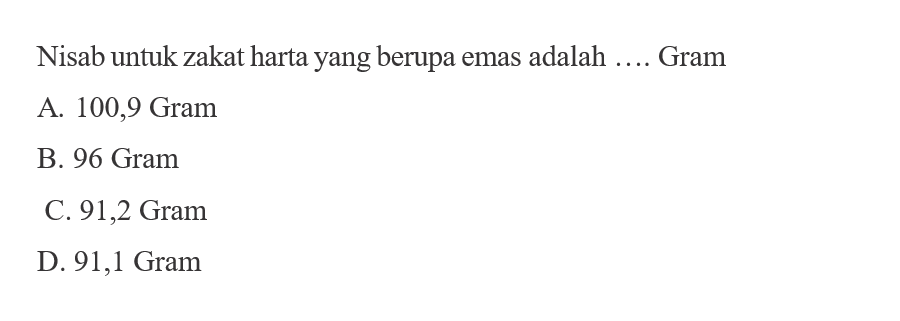 Nisab untuk zakat harta yang berupa emas adalah .... Gram
A. 100,9 Gram
B. 96 Gram
C. 91,2 Gram
D. 91,1 Gram